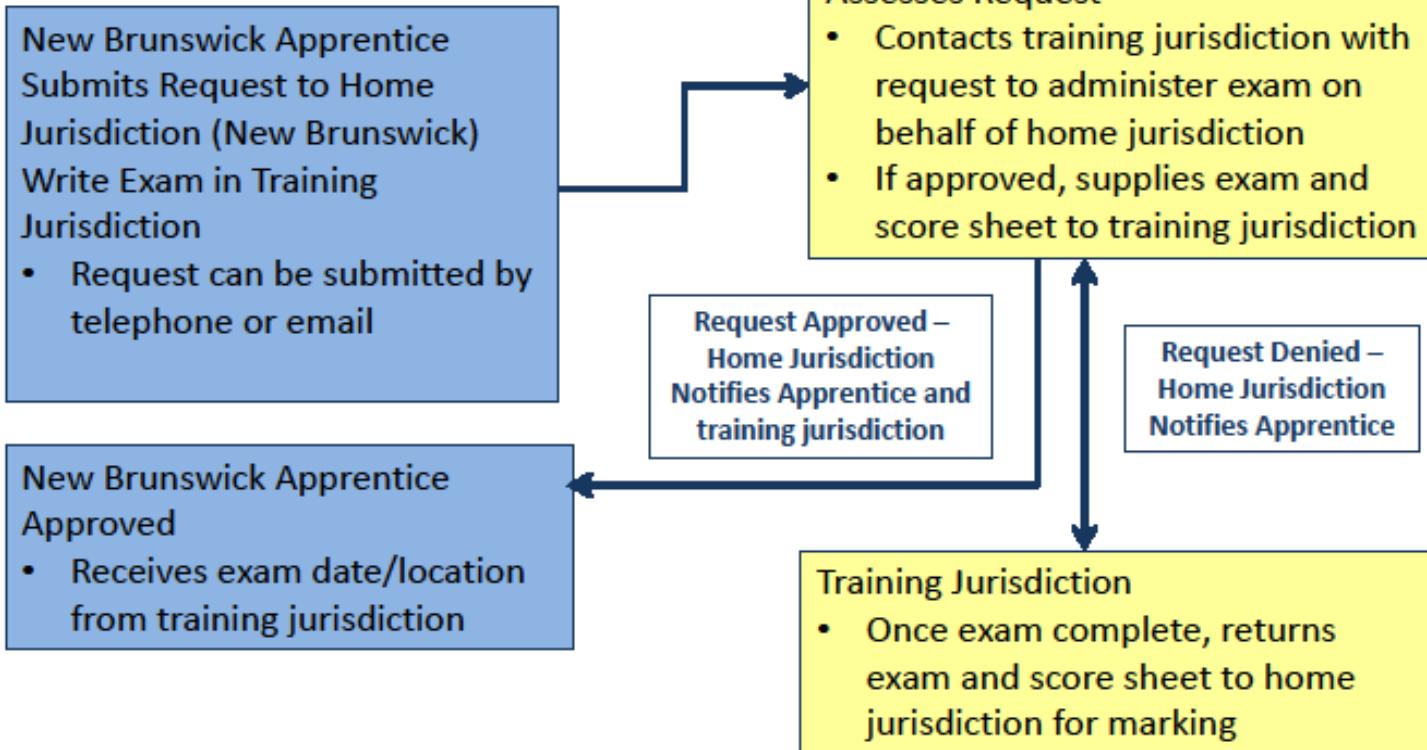 New Brunswick Apprentice
Submits Request to Home
Jurisdiction (New Brunswick)
Write Exam in Training
Jurisdiction
• Request can be submitted by
telephone or email
Assesses Request
• Contacts training jurisdiction with
request to administer exam on
behalf of home jurisdiction
• If approved, supplies exam and
score sheet to training jurisdiction
Request Approved –
Home Jurisdiction
Notifies Apprentice and
training jurisdiction
Request Denied –
Home Jurisdiction
Notifies Apprentice
New Brunswick Apprentice
Approved
• Receives exam date/location
from training jurisdiction
Training Jurisdiction
• Once exam complete, returns
exam and score sheet to home
jurisdiction for marking